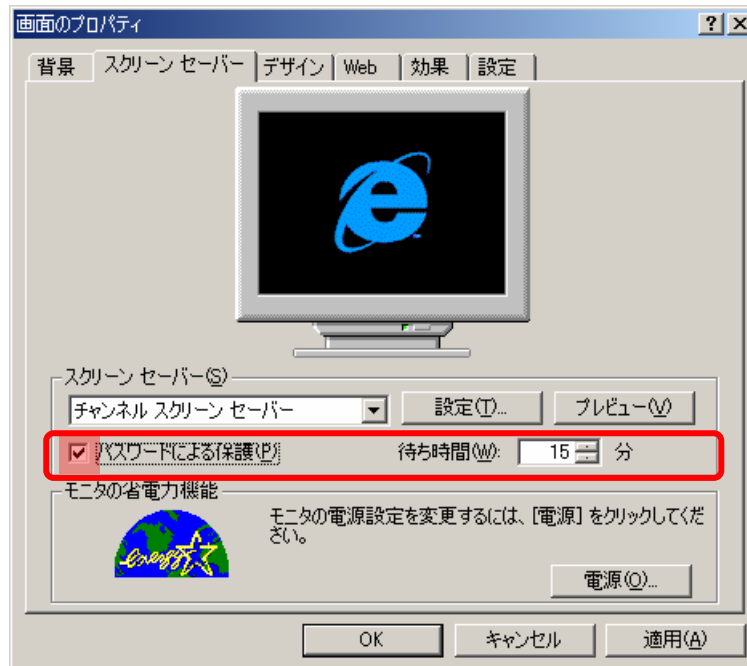 画面のプロパティ
背景 スクリーン セーバー デザイン Web 効果 設定
スクリーン セーバー(S)
チャンネル スクリーン セーバー 設定(T)... プレビュー(V)
パスワードによる保護(P) 待ち時間(W): 15 分
モニタの省電力機能
energy
モニタの電源設定を変更するには、[電源] をクリックしてくだ
さい。
電源(O)...
OK キャンセル 適用(A)